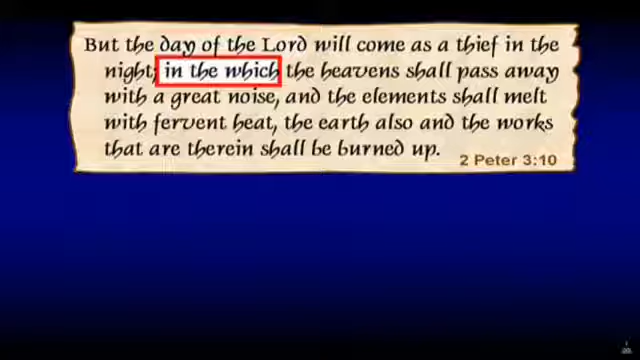 But the day of the Lord will come as a thief in the
night; in the which the heavens shall pass away
with a great noise, and the elements shall melt
with fervent heat, the earth also and the works
that are therein shall be burned up.
2 Peter 3:10